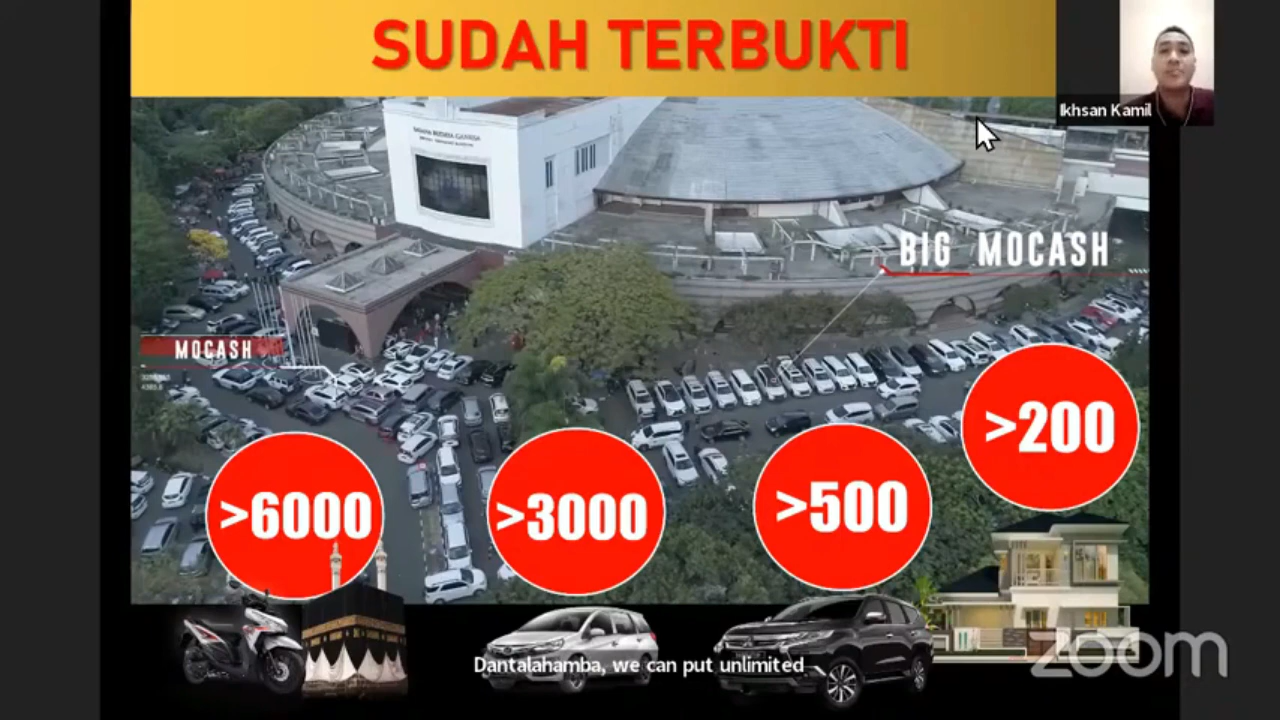 SUDAH TERBUKTI
Ikhsan Kamil
BIG MOCASH
MOCASH
>200
>6000
>3000
>500
Dantalahamba, we can put unlimited
zoom